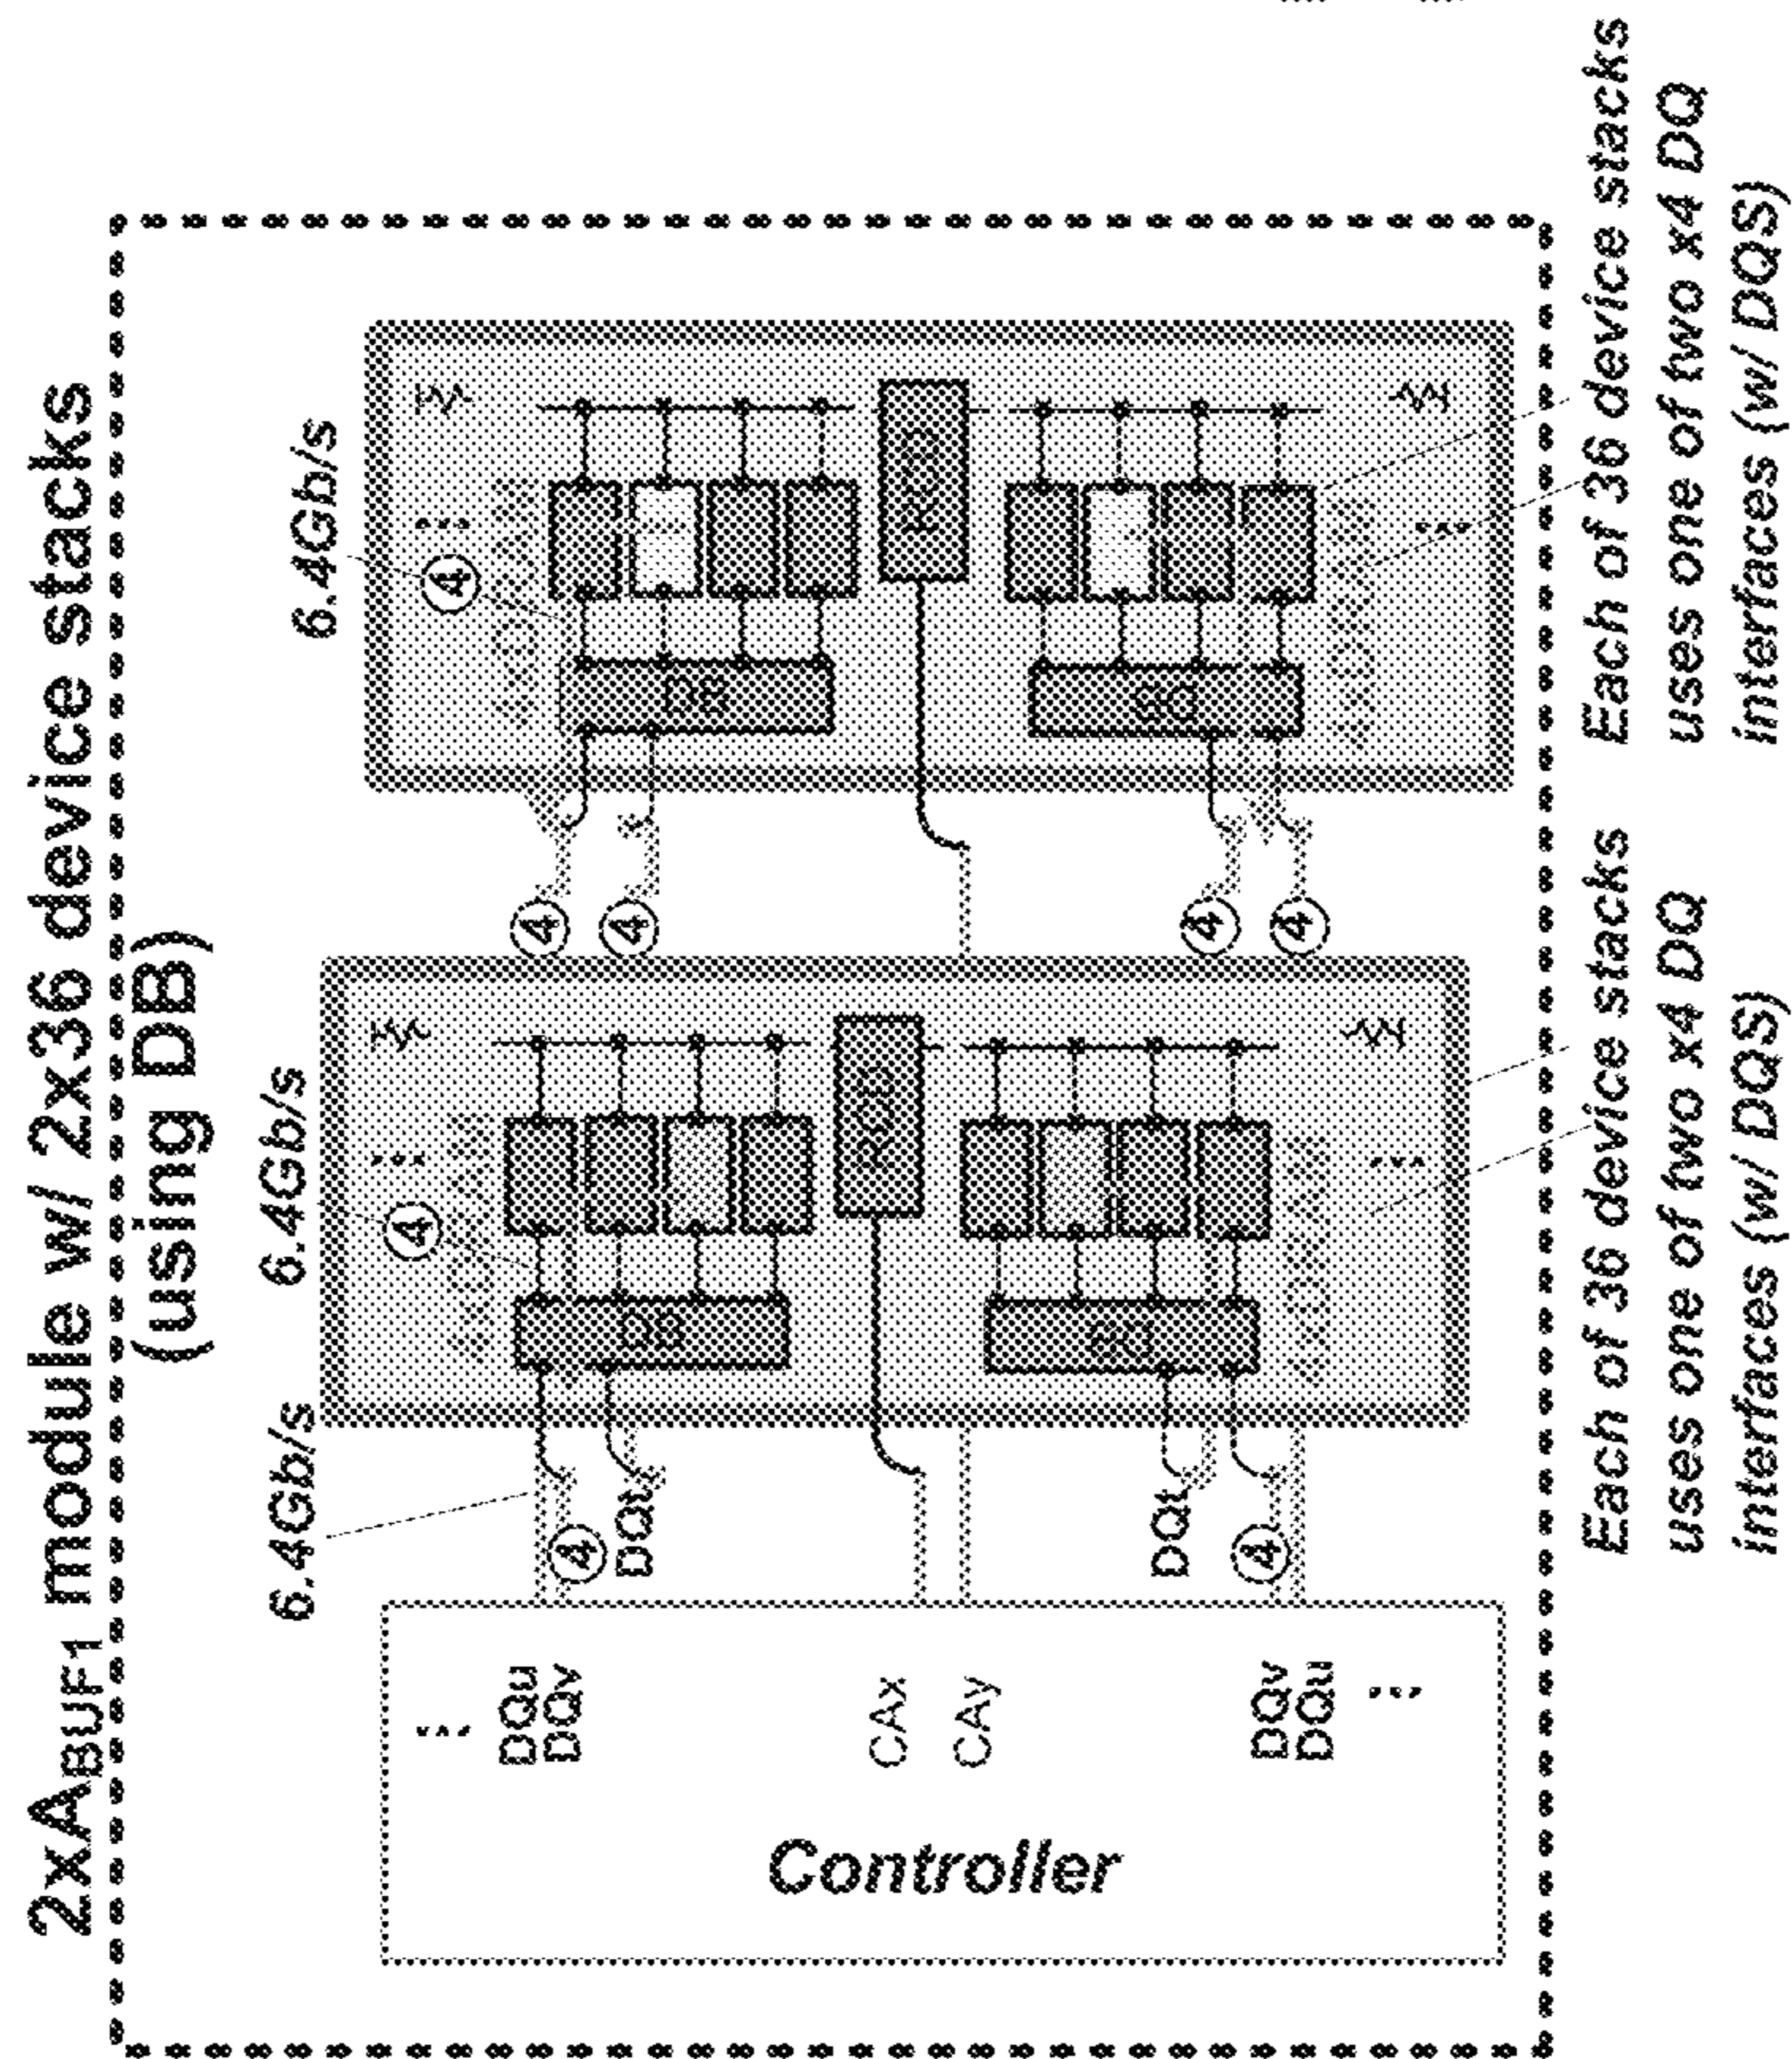 2xABUF1 module w/ 2x36 device stacks
(using DB)
6.4Gb/s
6.4Gb/s
6.4Gb/s
...
DQu
DQv
CAx
CAy
DQv
DQu
...
Controller
4
DQt
DQt
4
4
...
DB
RCD
DB
...
4
4
4
4
4
...
DB
RCD
DB
...
Each of 36 device stacks
uses one of two x4 DQ
interfaces (w/ DQS)
Each of 36 device stacks
uses one of two x4 DQ
interfaces (w/ DQS)